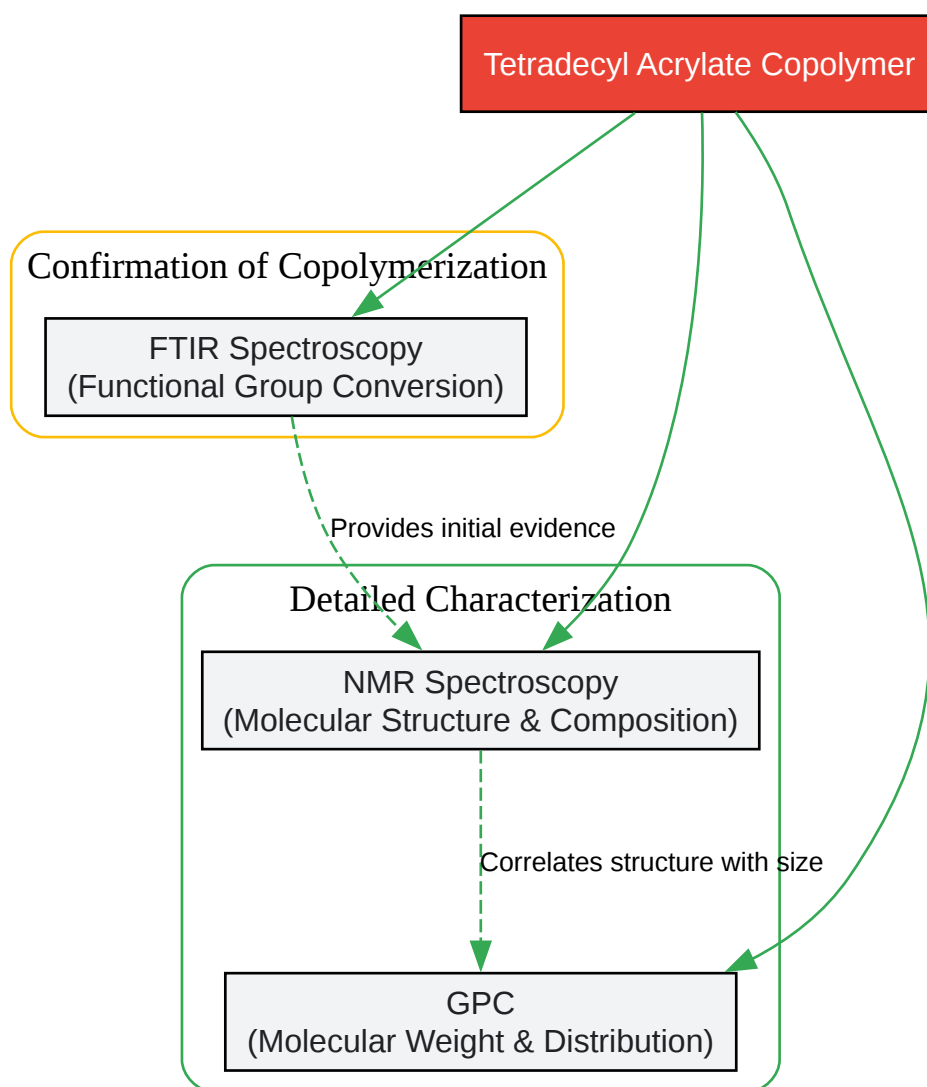 Tetradecyl Acrylate Copolymer
Confirmation of Copolymerization
FTIR Spectroscopy
(Functional Group Conversion)
Provides initial evidence
Detailed Characterization
NMR Spectroscopy
(Molecular Structure & Composition)
Correlates structure with size
GPC
(Molecular Weight & Distribution)